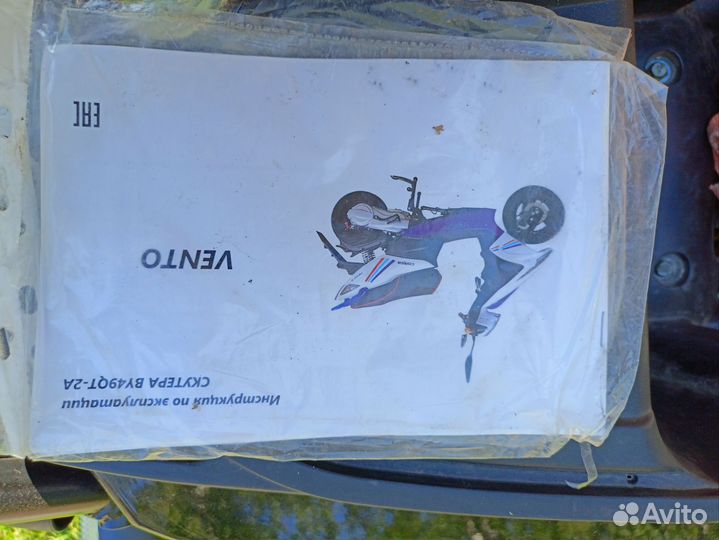 Инструкция по эксплуатации
СКУТЕРА BY49QT-2A
VENTO
EAC
Avito